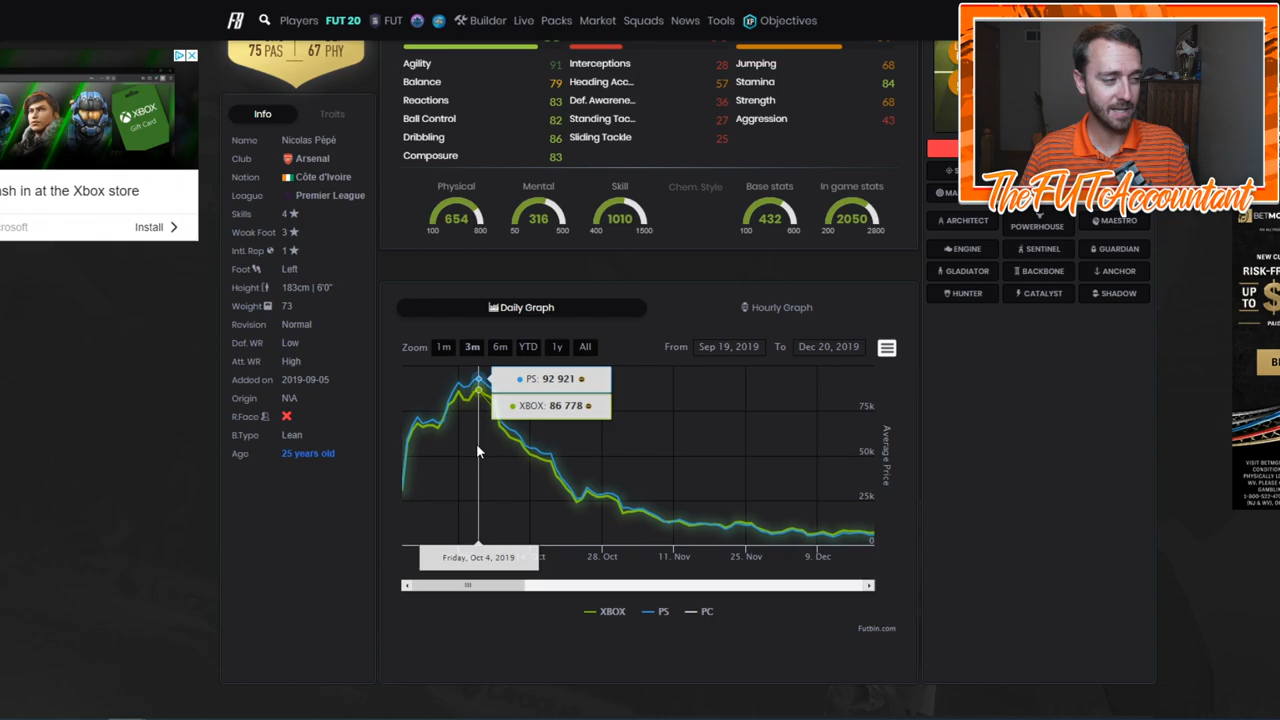 FB Players FUT 20 FUT Builder Live Packs Market Squads News Tools XP Objectives
75 PAS 67 PHY
XBOX
Gift Card
sh in at the Xbox store
crosoft Install
Info Traits
Name Nicolas Pépé
Club Arsenal
Nation Côte d'Ivoire
League Premier League
Skills 4
Weak Foot 3
Intl.Rep 1
Foot Left
Height 183cm | 6'0"
Weight 73
Revision Normal
Def. WR Low
Att. WR High
Added on 2019-09-05
Origin N\A
R.Face
B.Type Lean
Age 25 years old
Agility 91
Balance 79
Reactions 83
Ball Control 82
Dribbling 86
Composure 83
Interceptions 28
Heading Acc... 57
Def. Awarene... 36
Standing Tac... 27
Sliding Tackle 25
Jumping 68
Stamina 84
Strength 68
Aggression 43
Physical Mental Skill Chem. Style Base stats In game stats
654 316 1010 432 2050
100 800 50 500 400 1500 100 600 200 2800
Daily Graph Hourly Graph
Zoom 1m 3m 6m YTD 1y All From Sep 19, 2019 To Dec 20, 2019
PS: 92 921
XBOX: 86 778
75k
50k
25k
0
Average Price
Friday, Oct 4, 2019
28. Oct 11. Nov 25. Nov 9. Dec
XBOX PS PC
Futbin.com
TheFUTAccountant
ARCHITECT POWERHOUSE MAESTRO
ENGINE SENTINEL GUARDIAN
GLADIATOR BACKBONE ANCHOR
HUNTER CATALYST SHADOW
NEW CU
RISK-FR
UP
TO $
PAID